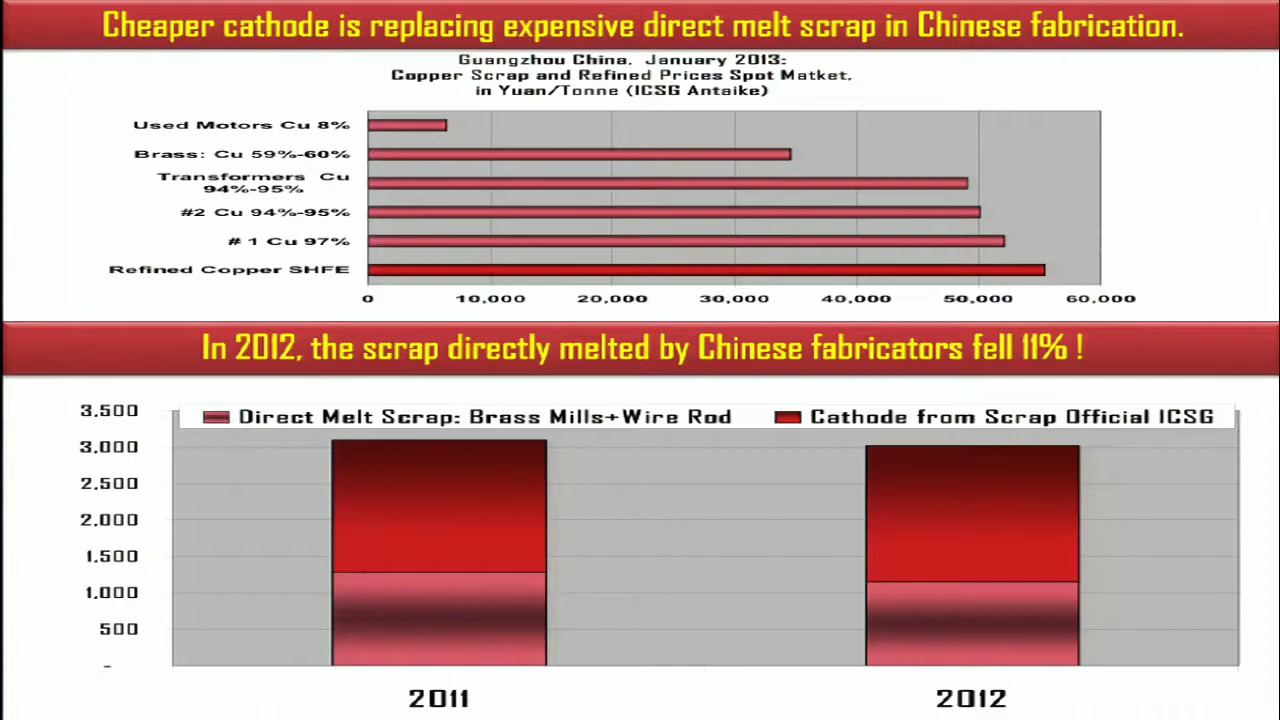 Cheaper cathode is replacing expensive direct melt scrap in Chinese fabrication.
Guangzhou China, January 2013:
Copper Scrap and Refined Prices Spot Matket,
in Yuan/Tonne (ICSG Antaike)
Used Motors Cu 8%
Brass: Cu 59%-60%
Transformers Cu
94%-95%
#2 Cu 94%-95%
# 1 Cu 97%
Refined Copper SHFE
0 10,000 20,000 30,000 40,000 50,000 60,000
In 2012, the scrap directly melted by Chinese fabricators fell 11% !
Direct Melt Scrap: Brass Mills+Wire Rod Cathode from Scrap Official ICSG
3,500
3,000
2,500
2,000
1,500
1,000
500
-
2011 2012